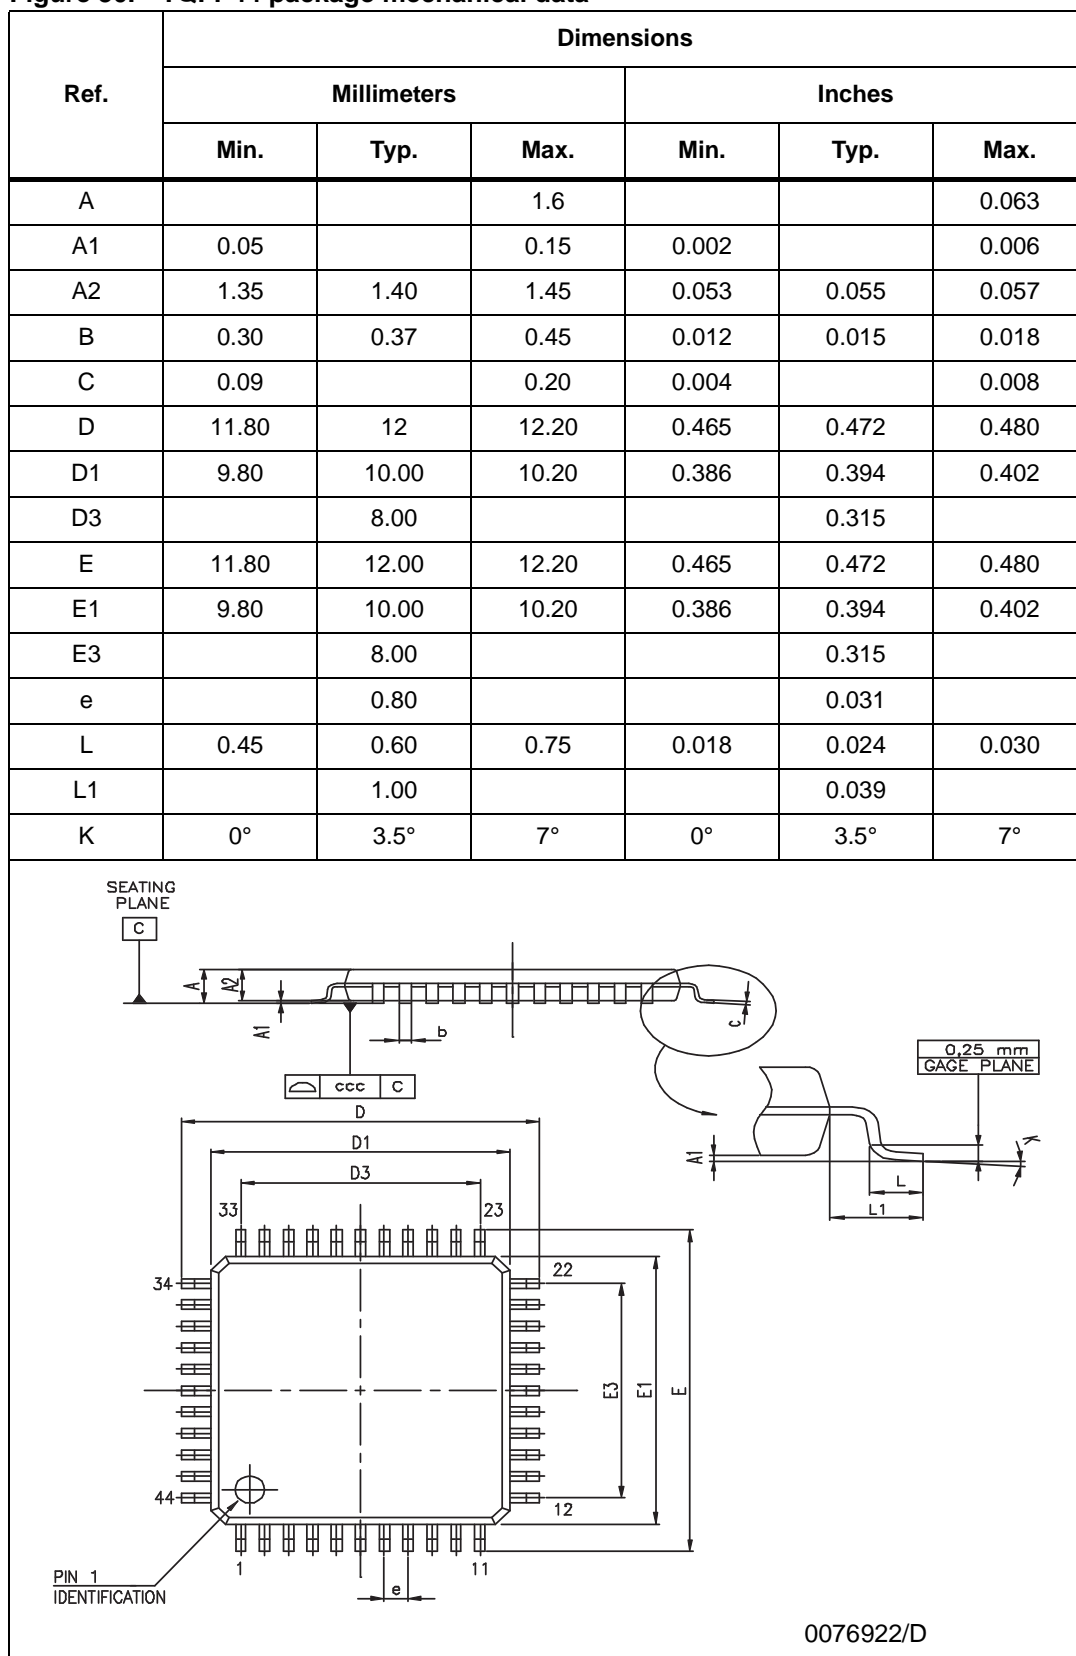 Dimensions
Ref. Millimeters Inches
Min. Typ. Max. Min. Typ. Max.
A 1.6 0.063
A1 0.05 0.15 0.002 0.006
A2 1.35 1.40 1.45 0.053 0.055 0.057
B 0.30 0.37 0.45 0.012 0.015 0.018
C 0.09 0.20 0.004 0.008
D 11.80 12 12.20 0.465 0.472 0.480
D1 9.80 10.00 10.20 0.386 0.394 0.402
D3 8.00 0.315
E 11.80 12.00 12.20 0.465 0.472 0.480
E1 9.80 10.00 10.20 0.386 0.394 0.402
E3 8.00 0.315
e 0.80 0.031
L 0.45 0.60 0.75 0.018 0.024 0.030
L1 1.00 0.039
K 0° 3.5° 7° 0° 3.5° 7°
SEATING
PLANE
C
A
A2
A1
b
c
ccc C
0,25 mm
GAGE PLANE
A1
K
L
L1
D
D1
D3
33 23
34 22
E3
E1
E
44 12
1 11
e
PIN 1
IDENTIFICATION
0076922/D